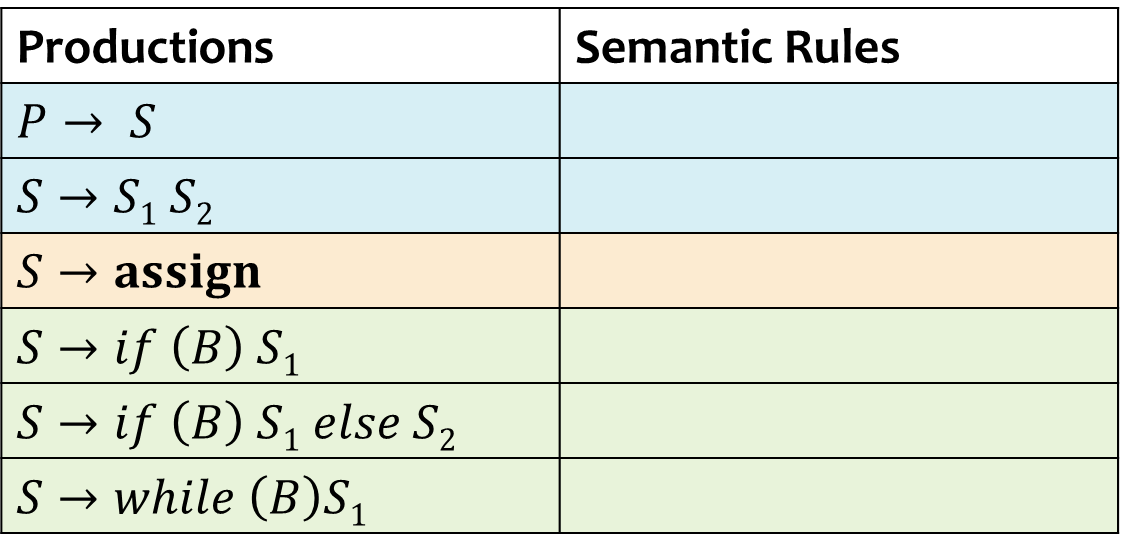 Productions Semantic Rules
P → S
S → S₁ S₂
S → assign
S → if (B) S₁
S → if (B) S₁ else S₂
S → while (B)S₁